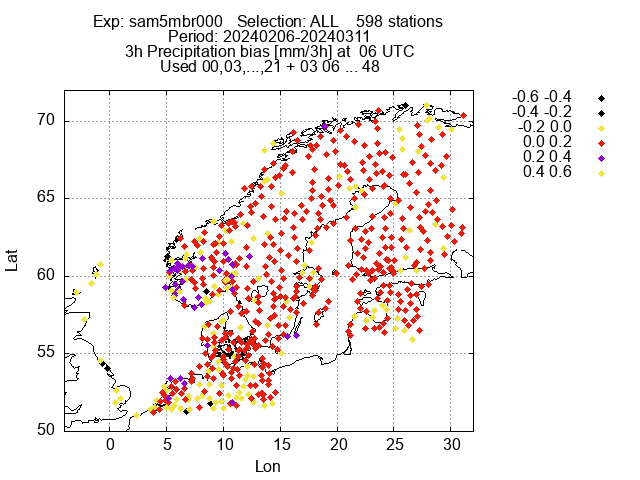 Exp: sam5mbr000   Selection: ALL    598 stations
Period: 20240206-20240311
3h Precipitation bias [mm/3h] at  06 UTC
Used 00,03,...,21 + 03 06 ... 48
-0.6 -0.4
-0.4 -0.2
-0.2 0.0
0.0 0.2
0.2 0.4
0.4 0.6
70
65
60
55
50
Lat
0 5 10 15 20 25 30
Lon